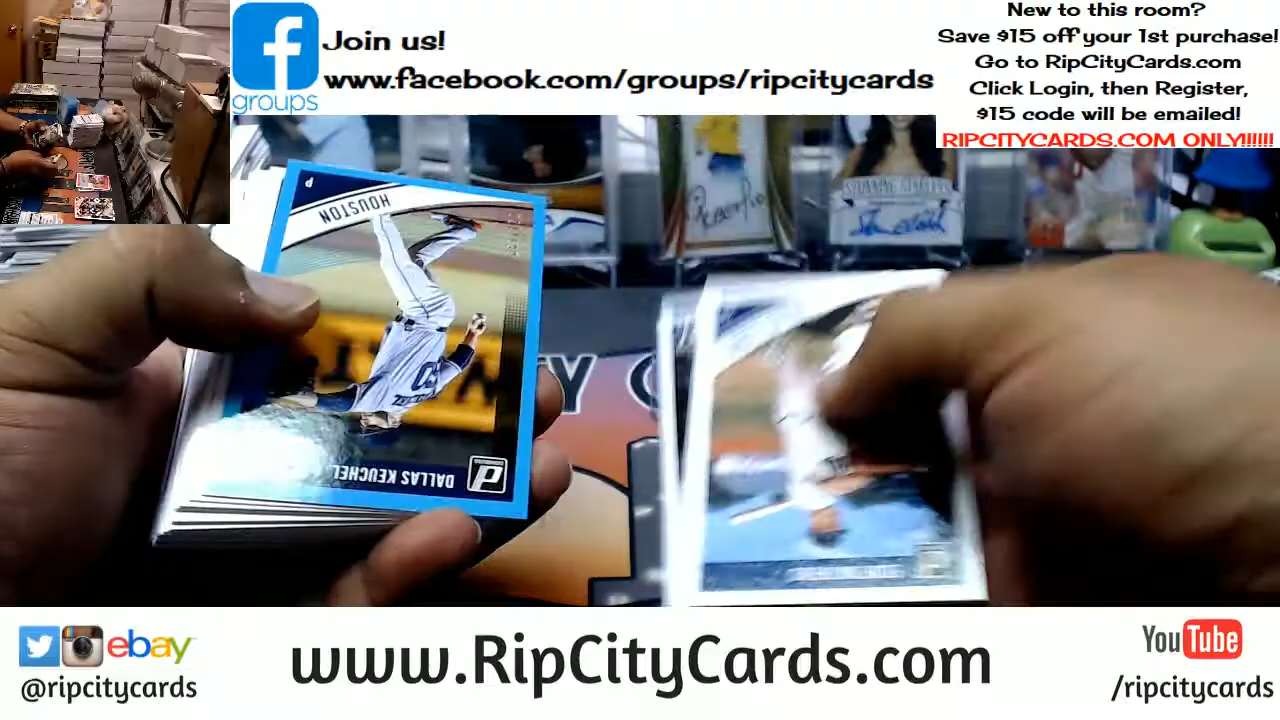 Join us!
www.facebook.com/groups/ripcitycards
groups
New to this room?
Save $15 off your 1st purchase!
Go to RipCityCards.com
Click Login, then Register,
$15 code will be emailed!
RIPCITYCARDS.COM ONLY!!!!!!
P
HOUSTON
DALLAS KEUCHEL
ebay
@ripcitycards
www.RipCityCards.com
YouTube
/ripcitycards